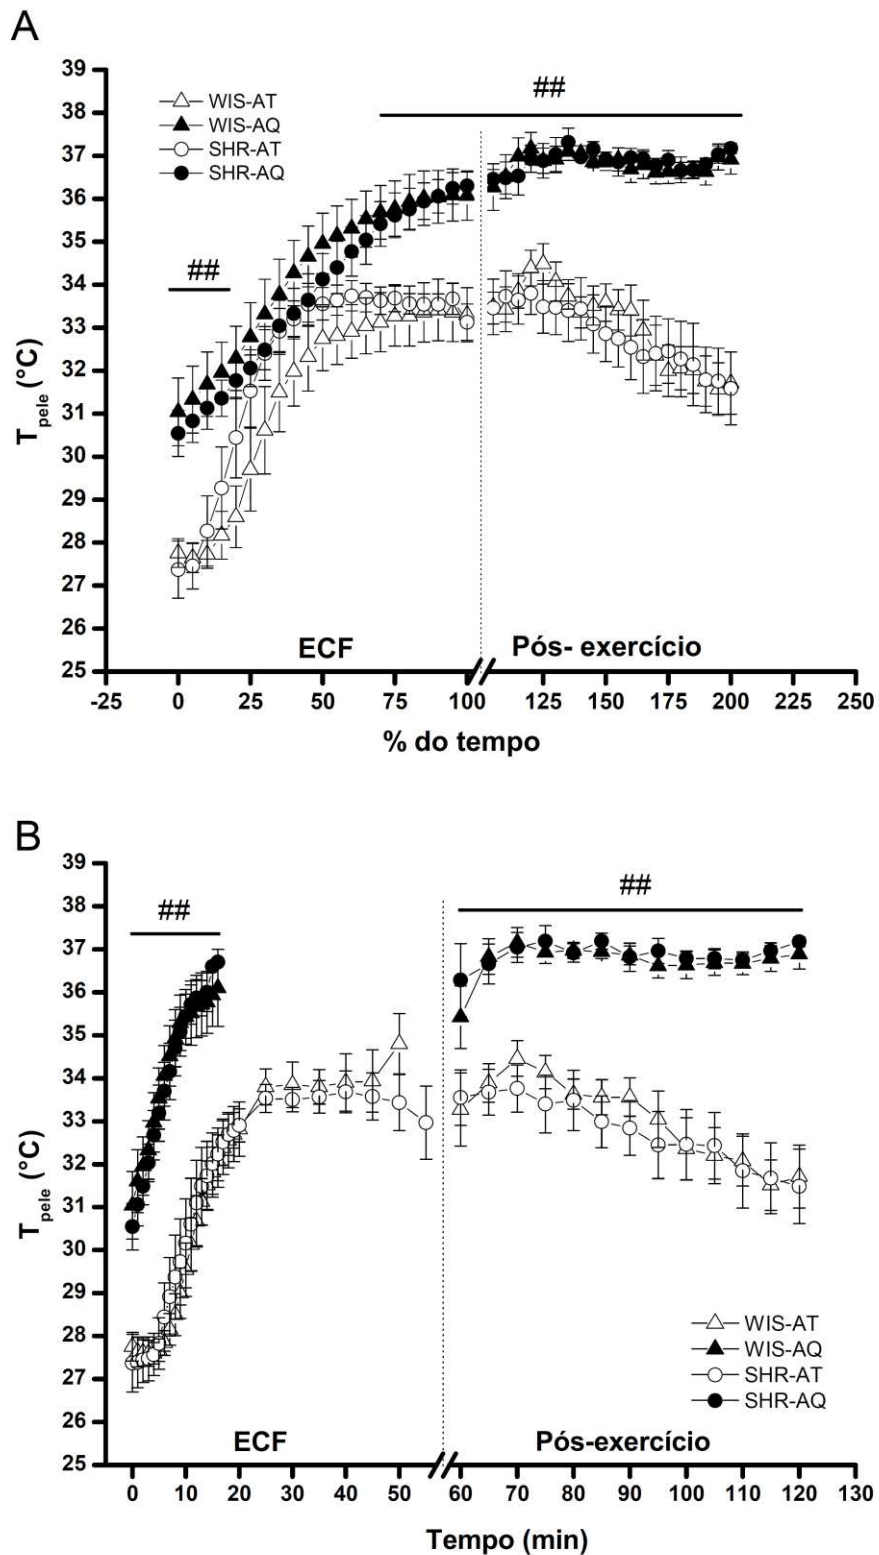 A
39
38
37
36
35
34
33
32
31
30
29
28
27
26
25
T pele (°C)
WIS-AT
WIS-AQ
SHR-AT
SHR-AQ
##
##
ECF
Pós- exercício
-25 0 25 50 75 100 125 150 175 200 225 250
% do tempo
B
39
38
37
36
35
34
33
32
31
30
29
28
27
26
25
T pele (°C)
##
##
WIS-AT
WIS-AQ
SHR-AT
SHR-AQ
ECF
Pós-exercício
0 10 20 30 40 50 60 70 80 90 100 110 120 130
Tempo (min)